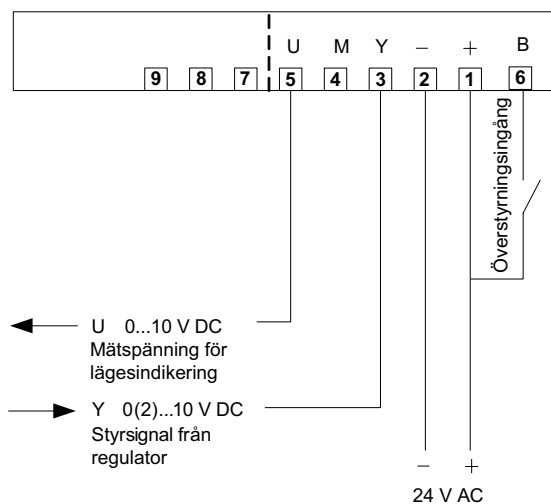 U M Y – + B
9 8 7 5 4 3 2 1 6
Överstyrningsingång
U 0...10 V DC
Mätspänning för
lägesindikering
Y 0(2)...10 V DC
Styrsignal från
regulator
– +
24 V AC